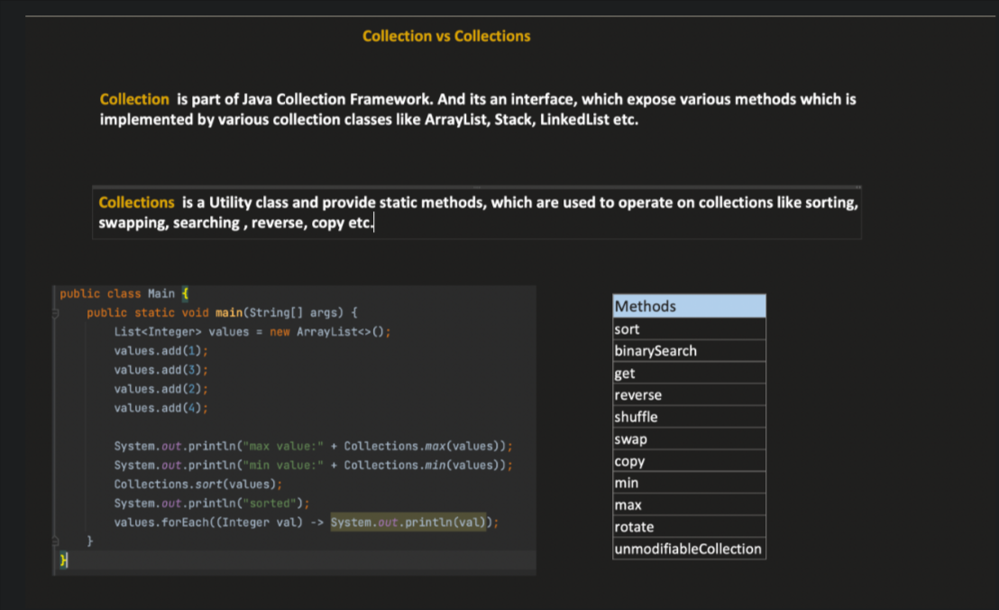 Collection vs Collections
Collection is part of Java Collection Framework. And its an interface, which expose various methods which is
implemented by various collection classes like ArrayList, Stack, LinkedList etc.
Collections is a Utility class and provide static methods, which are used to operate on collections like sorting,
swapping, searching , reverse, copy etc.
public class Main {
public static void main(String[] args) {
List<Integer> values = new ArrayList<>();
values.add(1);
values.add(3);
values.add(2);
values.add(4);
System.out.println("max value:" + Collections.max(values));
System.out.println("min value:" + Collections.min(values));
Collections.sort(values);
System.out.println("sorted");
values.forEach((Integer val) -> System.out.println(val));
}
}
Methods
sort
binarySearch
get
reverse
shuffle
swap
copy
min
max
rotate
unmodifiableCollection